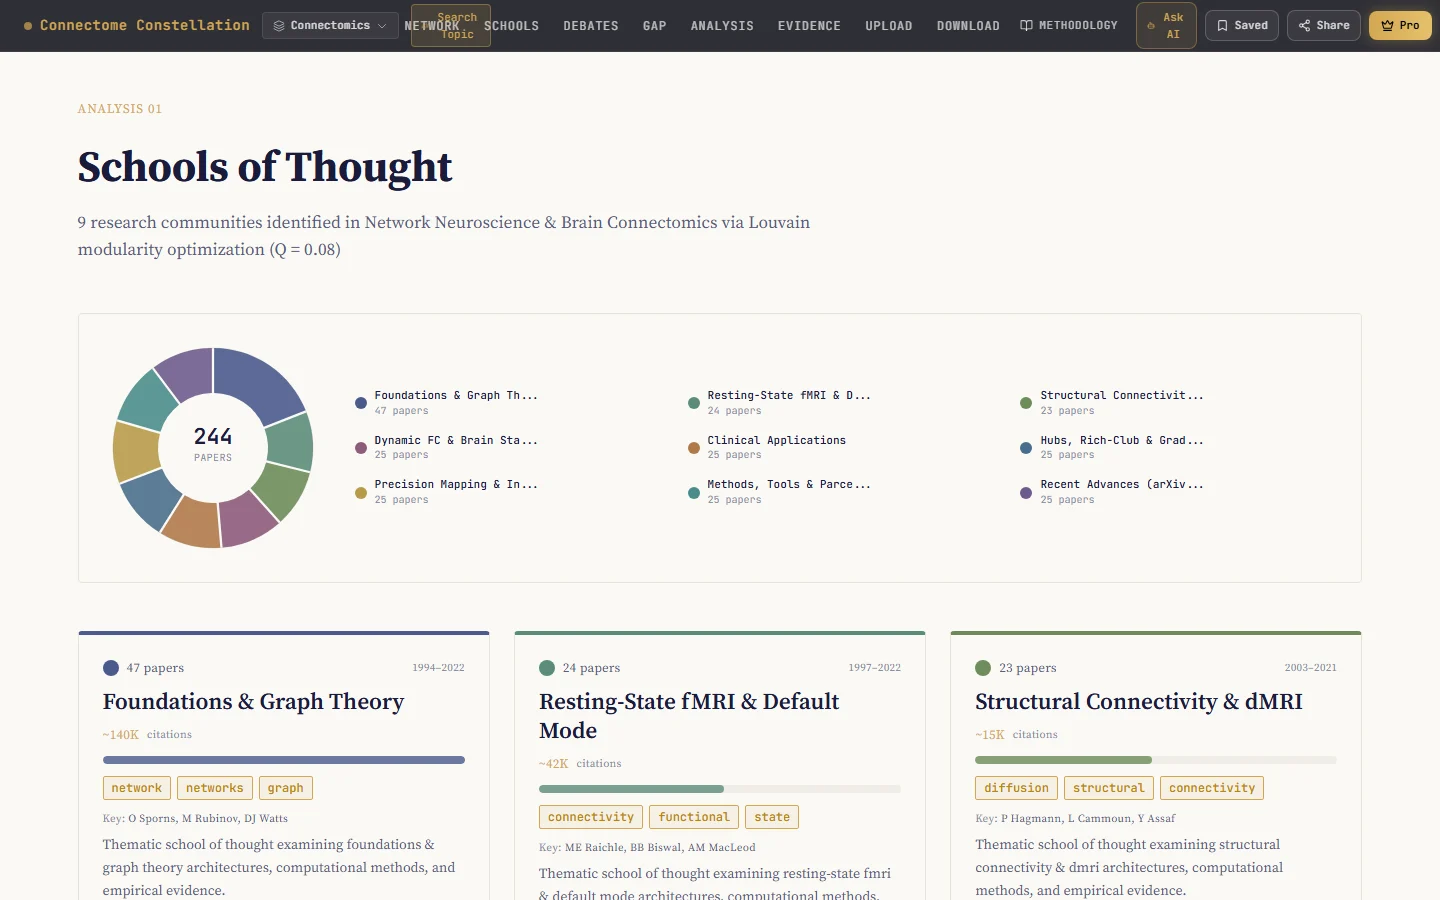 Connectome Constellation
Connectomics
Search Topic
NETWORK
SCHOOLS
DEBATES
GAP
ANALYSIS
EVIDENCE
UPLOAD
DOWNLOAD
METHODOLOGY
Ask AI
Saved
Share
Pro
ANALYSIS 01
Schools of Thought
9 research communities identified in Network Neuroscience & Brain Connectomics via Louvain
modularity optimization (Q = 0.08)
244
PAPERS
Foundations & Graph Th...
47 papers
Resting-State fMRI & D...
24 papers
Structural Connectivit...
23 papers
Dynamic FC & Brain Sta...
25 papers
Clinical Applications
25 papers
Hubs, Rich-Club & Grad...
25 papers
Precision Mapping & In...
25 papers
Methods, Tools & Parce...
25 papers
Recent Advances (arXiv...
25 papers
47 papers
1994–2022
Foundations & Graph Theory
~140K citations
network
networks
graph
Key: O Sporns, M Rubinov, DJ Watts
Thematic school of thought examining foundations &
graph theory architectures, computational methods, and
empirical evidence.
24 papers
1997–2022
Resting-State fMRI & Default
Mode
~42K citations
connectivity
functional
state
Key: ME Raichle, BB Biswal, AM MacLeod
Thematic school of thought examining resting-state fmri
& default mode architectures, computational methods,
23 papers
2003–2021
Structural Connectivity & dMRI
~15K citations
diffusion
structural
connectivity
Key: P Hagmann, L Cammoun, Y Assaf
Thematic school of thought examining structural
connectivity & dmri architectures, computational
methods, and empirical evidence.